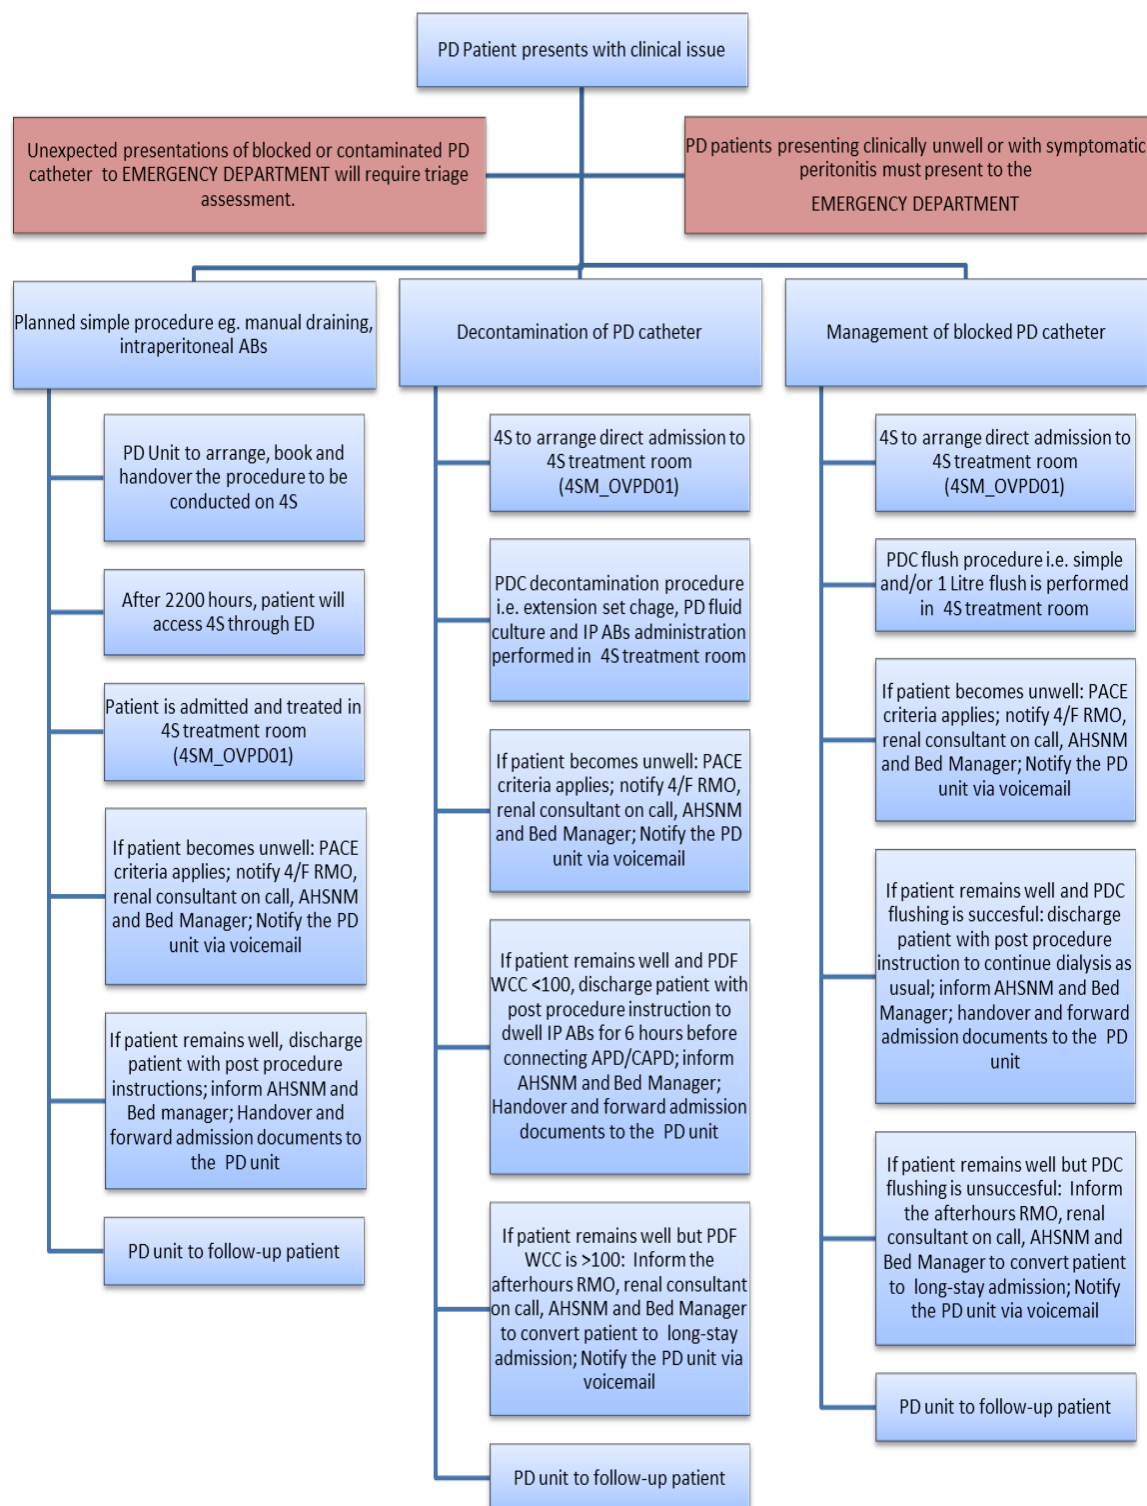 PD Patient presents with clinical issue
Unexpected presentations of blocked or contaminated PD
catheter to EMERGENCY DEPARTMENT will require triage
assessment.
PD patients presenting clinically unwell or with symptomatic
peritonitis must present to the
EMERGENCY DEPARTMENT
Planned simple procedure eg. manual draining,
intraperitoneal ABs
PD Unit to arrange, book and
handover the procedure to be
conducted on 4S
After 2200 hours, patient will
access 4S through ED
Patient is admitted and treated in
4S treatment room
(4SM_OVPD01)
If patient becomes unwell: PACE
criteria applies; notify 4/F RMO,
renal consultant on call, AHSNM
and Bed Manager; Notify the PD
unit via voicemail
If patient remains well, discharge
patient with post procedure
instructions; inform AHSNM and
Bed manager; Handover and
forward admission documents to
the PD unit
PD unit to follow-up patient
Decontamination of PD catheter
4S to arrange direct admission to
4S treatment room
(4SM_OVPD01)
PDC decontamination procedure
i.e. extension set chage, PD fluid
culture and IP ABs administration
performed in 4S treatment room
If patient becomes unwell: PACE
criteria applies; notify 4/F RMO,
renal consultant on call, AHSNM
and Bed Manager; Notify the PD
unit via voicemail
If patient remains well and PDF
WCC <100, discharge patient with
post procedure instruction to
dwell IP ABs for 6 hours before
connecting APD/CAPD; inform
AHSNM and Bed Manager;
Handover and forward admission
documents to the PD unit
If patient remains well but PDF
WCC is >100: Inform the
afterhours RMO, renal consultant
on call, AHSNM and Bed Manager
to convert patient to long-stay
admission; Notify the PD unit via
voicemail
PD unit to follow-up patient
Management of blocked PD catheter
4S to arrange direct admission to
4S treatment room
(4SM_OVPD01)
PDC flush procedure i.e. simple
and/or 1 Litre flush is performed
in 4S treatment room
If patient becomes unwell: PACE
criteria applies; notify 4/F RMO,
renal consultant on call, AHSNM
and Bed Manager; Notify the PD
unit via voicemail
If patient remains well and PDC
flushing is succesful: discharge
patient with post procedure
instruction to continue dialysis as
usual; inform AHSNM and Bed
Manager; handover and forward
admission documents to the PD
unit
If patient remains well but PDC
flushing is unsuccesful: Inform
the afterhours RMO, renal
consultant on call, AHSNM and
Bed Manager to convert patient
to long-stay admission; Notify
the PD unit via voicemail
PD unit to follow-up patient